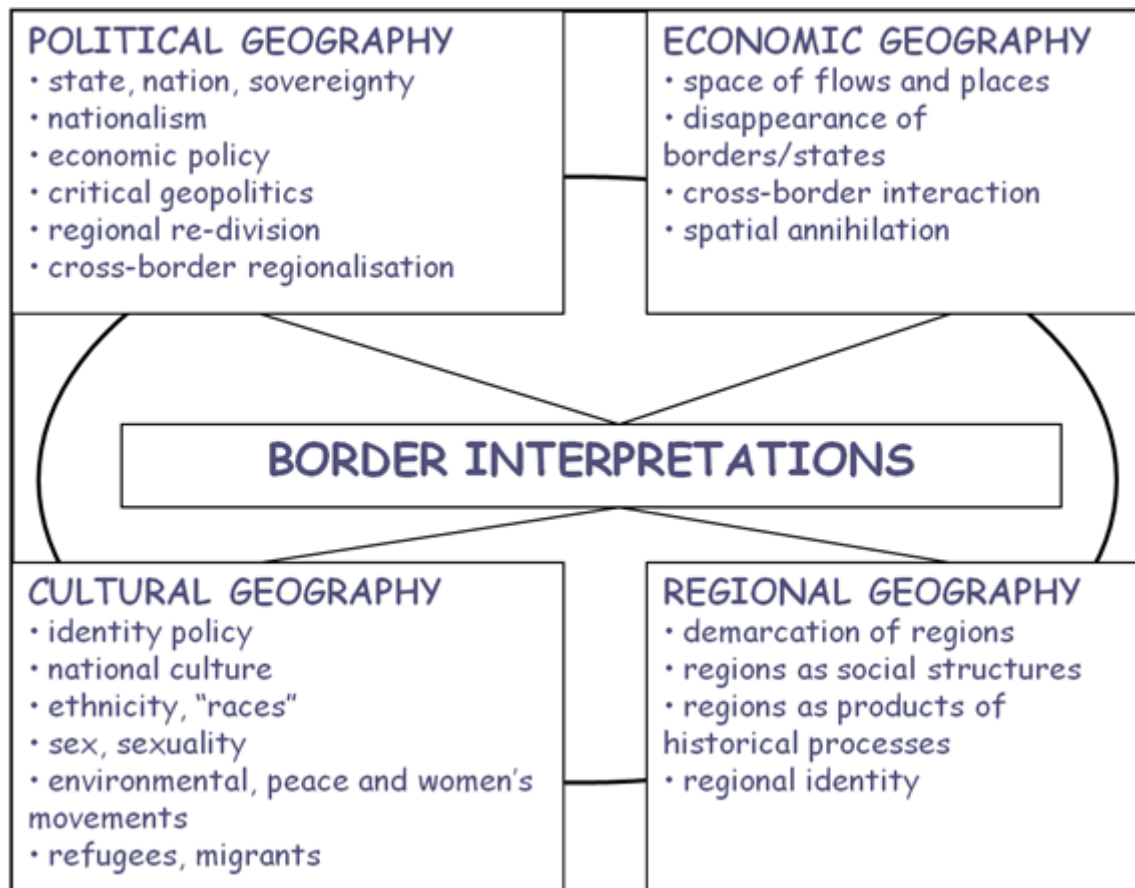 POLITICAL GEOGRAPHY
• state, nation, sovereignty
• nationalism
• economic policy
• critical geopolitics
• regional re-division
• cross-border regionalisation
ECONOMIC GEOGRAPHY
• space of flows and places
• disappearance of
borders/states
• cross-border interaction
• spatial annihilation
BORDER INTERPRETATIONS
CULTURAL GEOGRAPHY
• identity policy
• national culture
• ethnicity, “races”
• sex, sexuality
• environmental, peace and women’s
movements
• refugees, migrants
REGIONAL GEOGRAPHY
• demarcation of regions
• regions as social structures
• regions as products of
historical processes
• regional identity